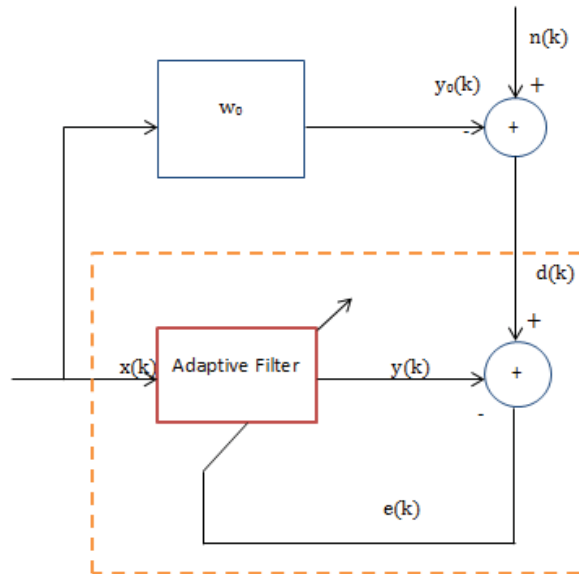 n(k)
y₀(k)
+
w₀
-
+
d(k)
+
x(k)
Adaptive Filter
y(k)
+
-
e(k)